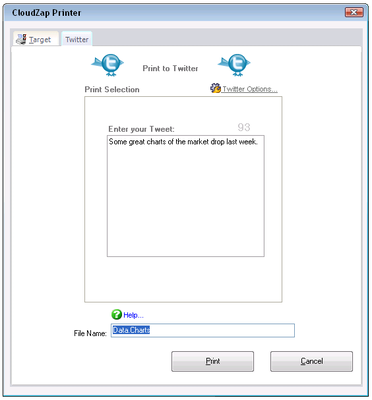 CloudZap Printer
Target Twitter
Print to Twitter
Print Selection Twitter Options...
Enter your Tweet: 93
Some great charts of the market drop last week.
Help...
File Name: Data.Charts
Print Cancel